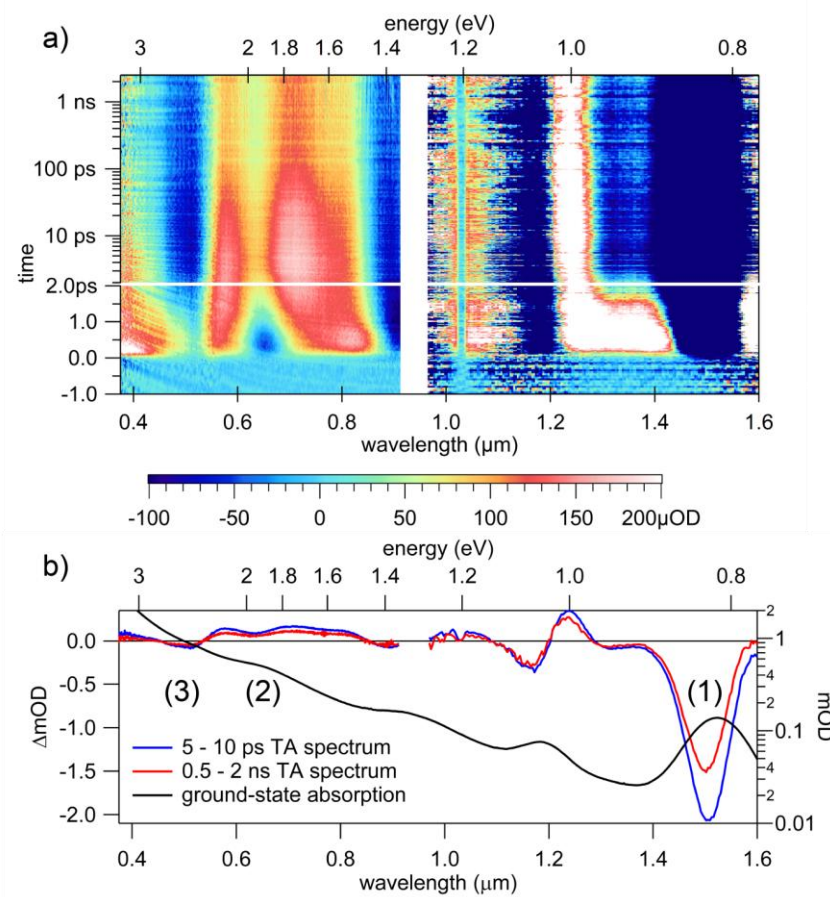 a)
energy (eV)
3 2 1.8 1.6 1.4 1.2 1.0 0.8
time
1 ns
100 ps
10 ps
2.0ps
1.0
0.0
-1.0
0.4 0.6 0.8 1.0 1.2 1.4 1.6
wavelength (µm)
-100 -50 0 50 100 150 200µOD
b)
energy (eV)
3 2 1.8 1.6 1.4 1.2 1.0 0.8
ΔmOD
0.0
-0.5
-1.0
-1.5
-2.0
(3) (2) (1)
5 - 10 ps TA spectrum
0.5 - 2 ns TA spectrum
ground-state absorption
2
1
2
0.1
2
0.01
mOD
0.4 0.6 0.8 1.0 1.2 1.4 1.6
wavelength (µm)